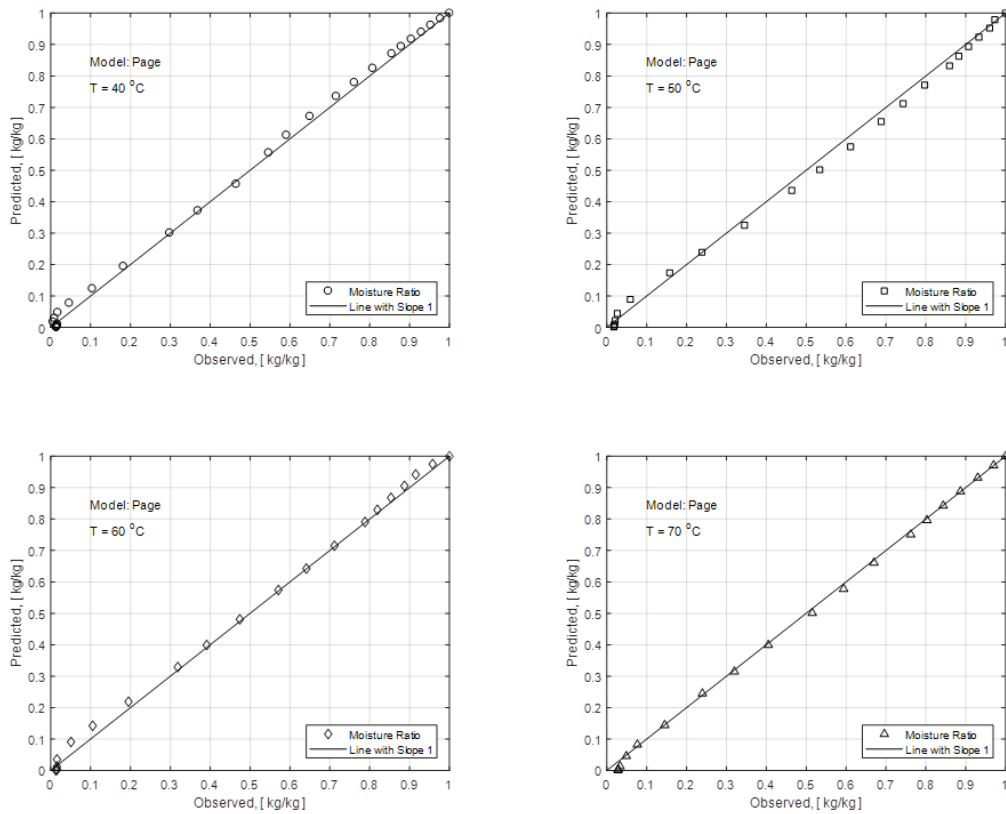 1
0.9
0.8
0.7
0.6
0.5
0.4
0.3
0.2
0.1
0
Predicted, [ kg/kg]
Model: Page
T = 40 ⁰C
Moisture Ratio
Line with Slope 1
0 0.1 0.2 0.3 0.4 0.5 0.6 0.7 0.8 0.9 1
Observed, [ kg/kg]
1
0.9
0.8
0.7
0.6
0.5
0.4
0.3
0.2
0.1
0
Predicted, [ kg/kg]
Model: Page
T = 50 ⁰C
Moisture Ratio
Line with Slope 1
0 0.1 0.2 0.3 0.4 0.5 0.6 0.7 0.8 0.9 1
Observed, [ kg/kg]
1
0.9
0.8
0.7
0.6
0.5
0.4
0.3
0.2
0.1
0
Predicted, [ kg/kg]
Model: Page
T = 60 ⁰C
Moisture Ratio
Line with Slope 1
0 0.1 0.2 0.3 0.4 0.5 0.6 0.7 0.8 0.9 1
Observed, [ kg/kg]
1
0.9
0.8
0.7
0.6
0.5
0.4
0.3
0.2
0.1
0
Predicted, [ kg/kg]
Model: Page
T = 70 ⁰C
Moisture Ratio
Line with Slope 1
0 0.1 0.2 0.3 0.4 0.5 0.6 0.7 0.8 0.9 1
Observed, [ kg/kg]